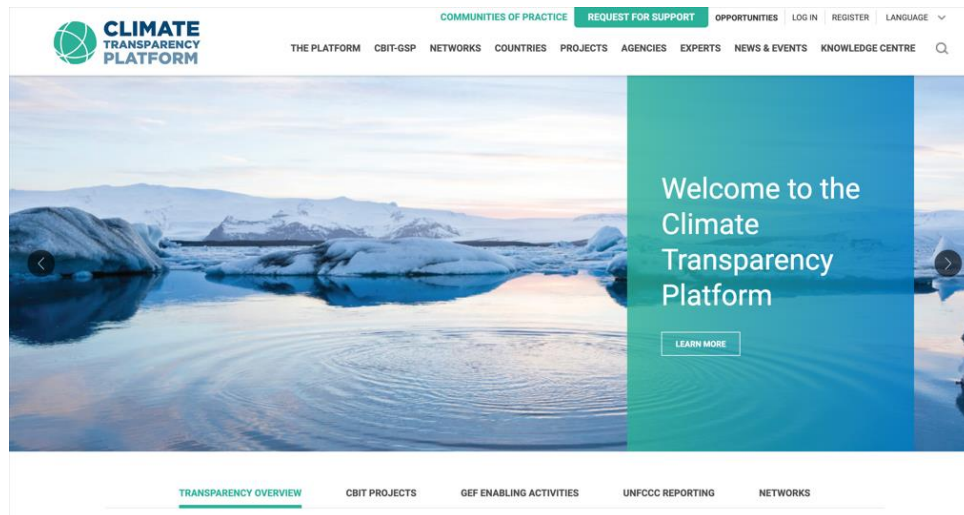 COMMUNITIES OF PRACTICE REQUEST FOR SUPPORT OPPORTUNITIES LOG IN REGISTER LANGUAGE
CLIMATE
TRANSPARENCY
PLATFORM
THE PLATFORM CBIT-GSP NETWORKS COUNTRIES PROJECTS AGENCIES EXPERTS NEWS & EVENTS KNOWLEDGE CENTRE
Welcome to the
Climate
Transparency
Platform
LEARN MORE
TRANSPARENCY OVERVIEW CBIT PROJECTS GEF ENABLING ACTIVITIES UNFCCC REPORTING NETWORKS